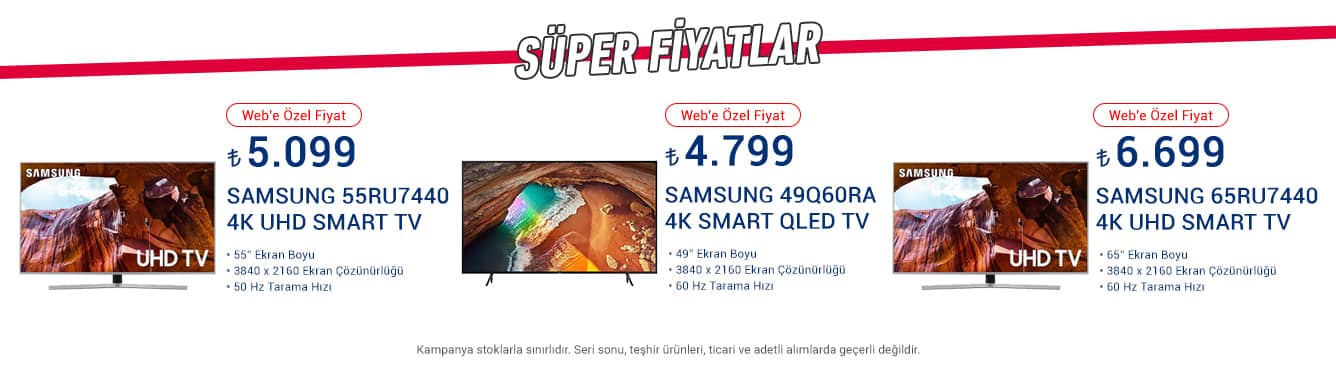 SÜPER FİYATLAR
Web'e Özel Fiyat
₺ 5.099
SAMSUNG
UHD TV
SAMSUNG 55RU7440
4K UHD SMART TV
• 55" Ekran Boyu
• 3840 x 2160 Ekran Çözünürlüğü
• 50 Hz Tarama Hızı
Web'e Özel Fiyat
₺ 4.799
SAMSUNG 49Q60RA
4K SMART QLED TV
• 49" Ekran Boyu
• 3840 x 2160 Ekran Çözünürlüğü
• 60 Hz Tarama Hızı
Web'e Özel Fiyat
₺ 6.699
SAMSUNG
UHD TV
SAMSUNG 65RU7440
4K UHD SMART TV
• 65" Ekran Boyu
• 3840 x 2160 Ekran Çözünürlüğü
• 60 Hz Tarama Hızı
Kampanya stoklarla sınırlıdır. Seri sonu, teşhir ürünleri, ticari ve adetli alımlarda geçerli değildir.